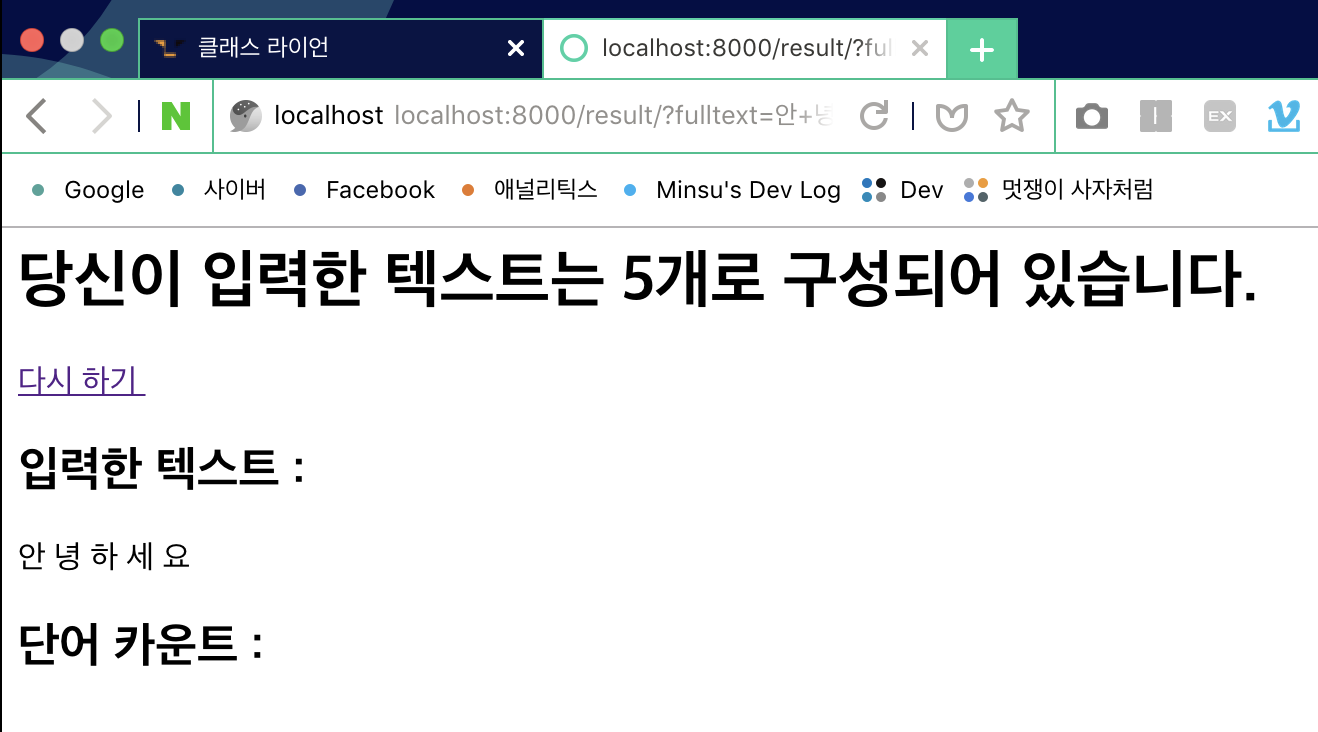 클래스 라이언
localhost:8000/result/?ful
N localhost localhost:8000/result/?fulltext=안+녕
EX
Google 사이버 Facebook 애널리틱스 Minsu's Dev Log Dev 멋쟁이 사자처럼
당신이 입력한 텍스트는 5개로 구성되어 있습니다.
다시 하기
입력한 텍스트 :
안 녕 하 세 요
단어 카운트 :